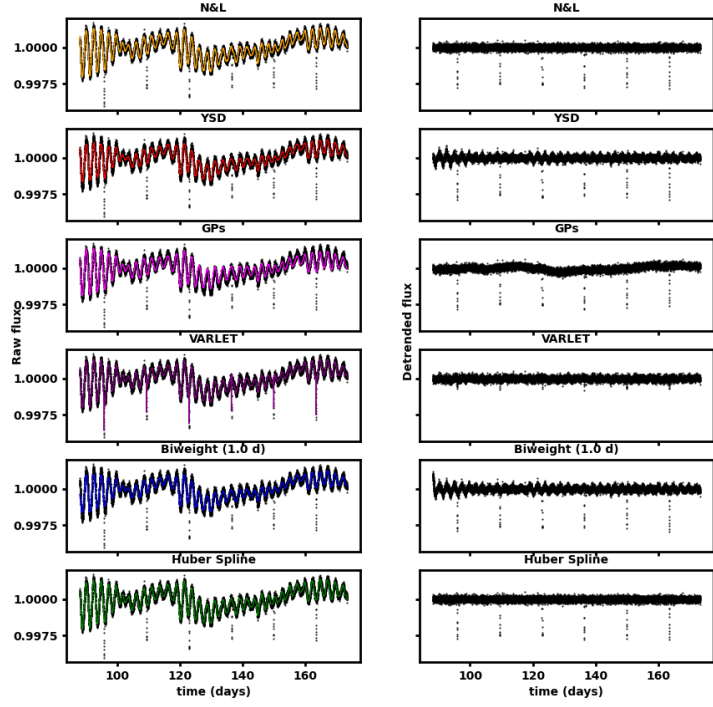 N&L
N&L
1.0000
0.9975
YSD
YSD
1.0000
0.9975
GPs
GPs
1.0000
0.9975
Raw flux
Detrended flux
VARLET
VARLET
1.0000
0.9975
Biweight (1.0 d)
Biweight (1.0 d)
1.0000
0.9975
Huber Spline
Huber Spline
1.0000
0.9975
100 120 140 160
100 120 140 160
time (days)
time (days)